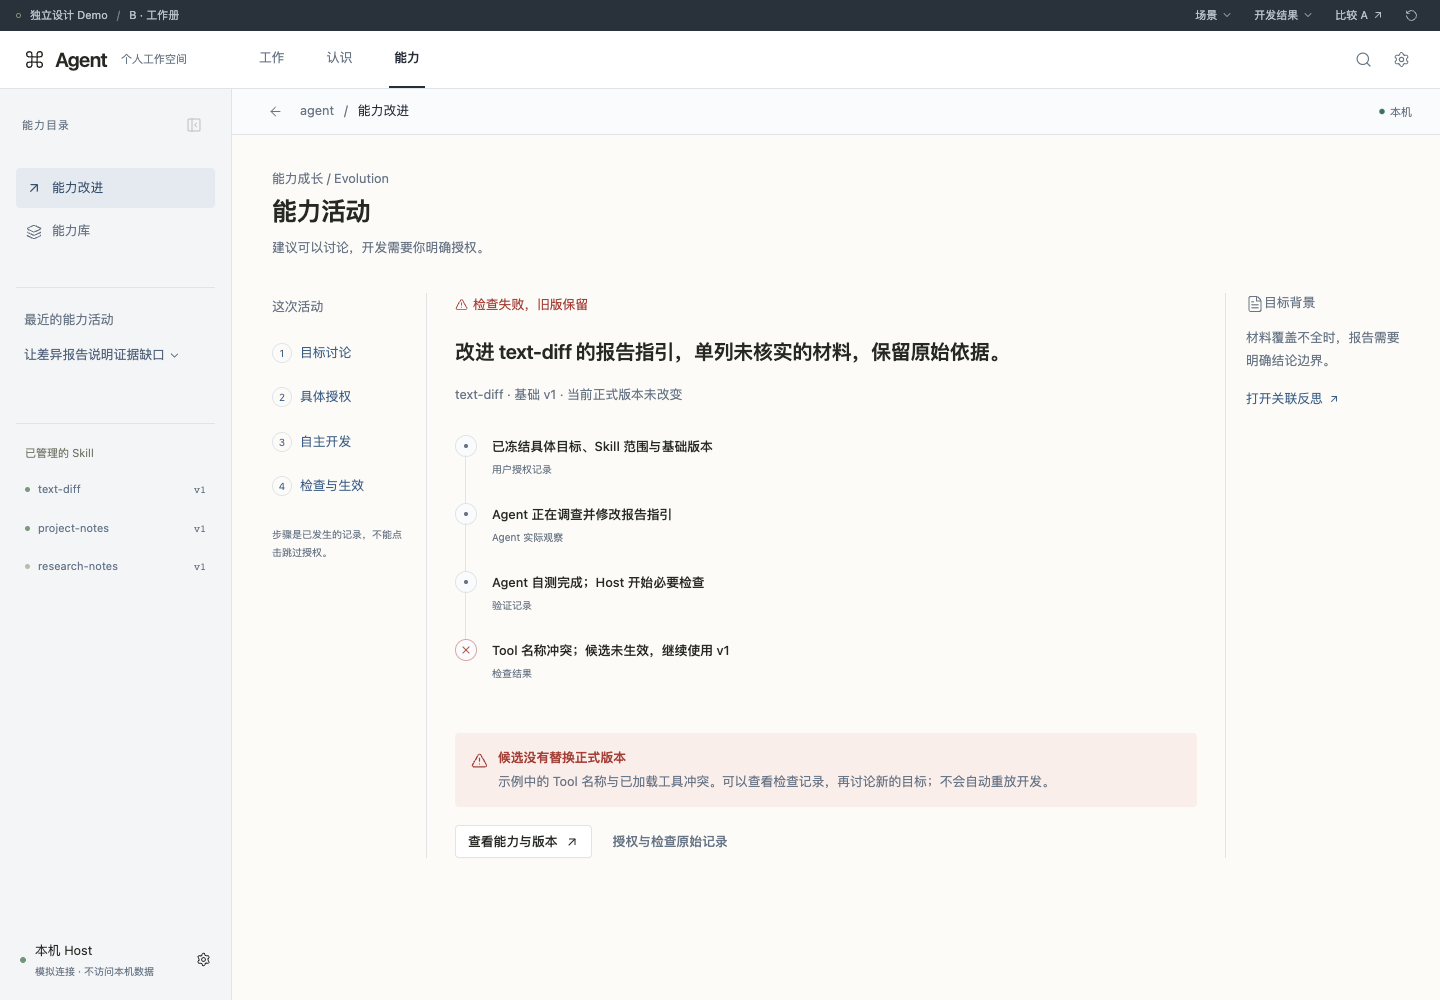 独立设计 Demo / B · 工作册
场景 开发结果 比较 A
Agent 个人工作空间 工作 认识 能力
能力目录
能力改进
能力库
最近的能力活动
让差异报告说明证据缺口
已管理的 Skill
text-diff v1
project-notes v1
research-notes v1
本机 Host
模拟连接 · 不访问本机数据
agent / 能力改进
本机
能力成长 / Evolution
能力活动
建议可以讨论，开发需要你明确授权。
这次活动
1 目标讨论
2 具体授权
3 自主开发
4 检查与生效
步骤是已发生的记录，不能点
击跳过授权。
检查失败，旧版保留
改进 text-diff 的报告指引，单列未核实的材料，保留原始依据。
text-diff · 基础 v1 · 当前正式版本未改变
已冻结具体目标、Skill 范围与基础版本
用户授权记录
Agent 正在调查并修改报告指引
Agent 实际观察
Agent 自测完成；Host 开始必要检查
验证记录
Tool 名称冲突；候选未生效，继续使用 v1
检查结果
候选没有替换正式版本
示例中的 Tool 名称与已加载工具冲突。可以查看检查记录，再讨论新的目标；不会自动重放开发。
查看能力与版本
授权与检查原始记录
目标背景
材料覆盖不全时，报告需要
明确结论边界。
打开关联反思